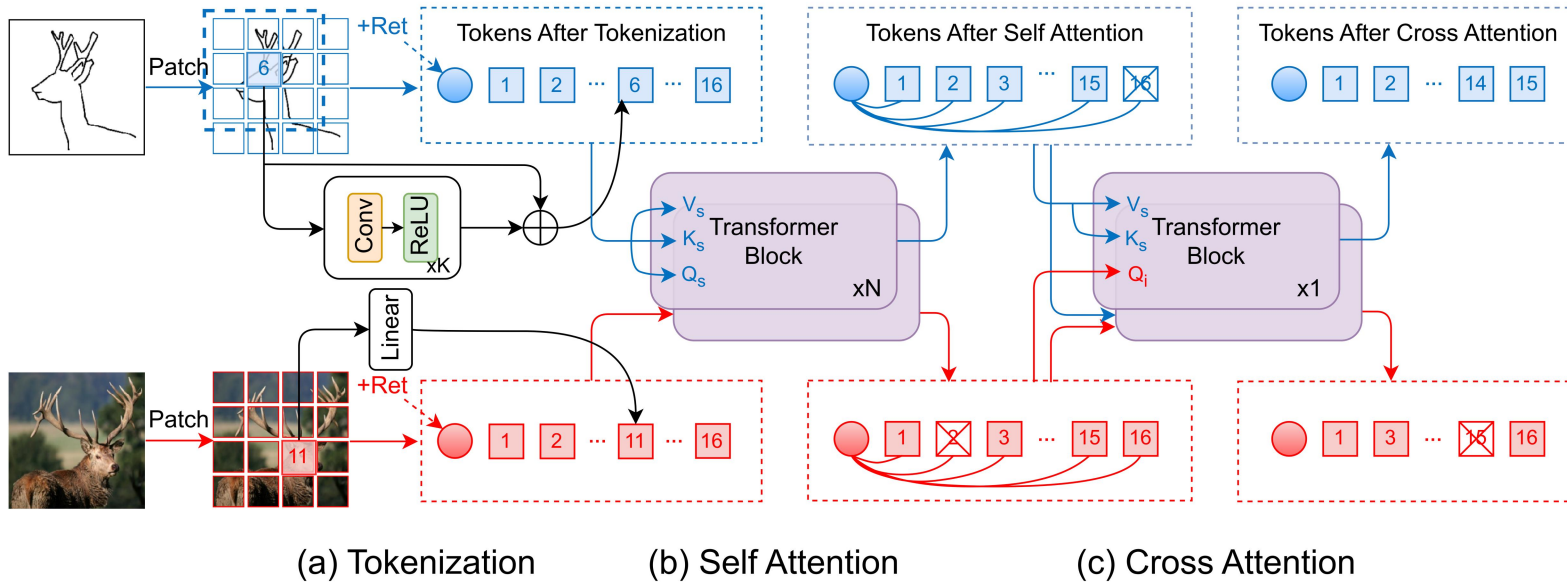 Patch
6
+Ret
Tokens After Tokenization
1 2 ... 6 ... 16
Tokens After Self Attention
1 2 3 ... 15 16
Tokens After Cross Attention
1 2 ... 14 15
Conv
ReLU
xK
Linear
Vs
Ks
Qs
Transformer
Block
xN
Vs
Ks
Qi
Transformer
Block
x1
Patch
11
+Ret
1 2 ... 11 ... 16
1 2 3 ... 15 16
1 3 ... 15 16
(a) Tokenization
(b) Self Attention
(c) Cross Attention